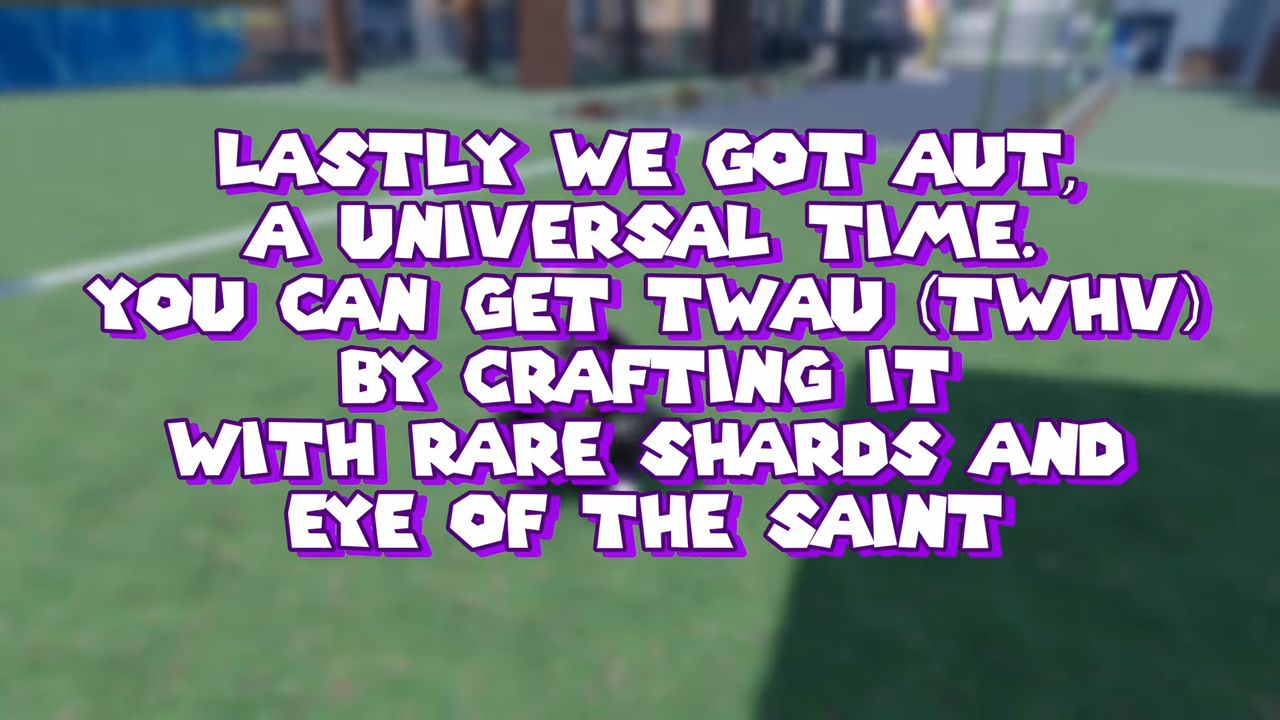 LASTLY WE GOT AUT,
A UNIVERSAL TIME.
YOU CAN GET TWAU (TWHV)
BY CRAFTING IT
WITH RARE SHARDS AND
EYE OF THE SAINT